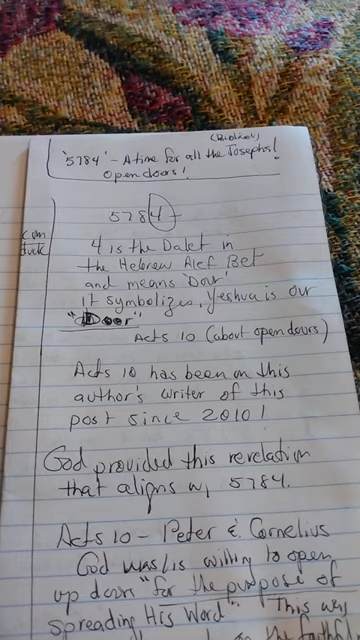 (Biblical)
"5784" - A time for all the Josephs!
Open doors!
5784
4 is the Dalet in
the Hebrew Alef Bet
and means 'Door'
it symbolizes, Yeshua is our
"Door"
Acts 10 (about open doors)
Acts 10 has been on this
author's writer of this
post since 2010!
God provided this revelation
that aligns w/ 5784.
Acts 10 - Peter & Cornelius
God was/is willing to open
up doors "for the purpose of
spreading His Word" This was